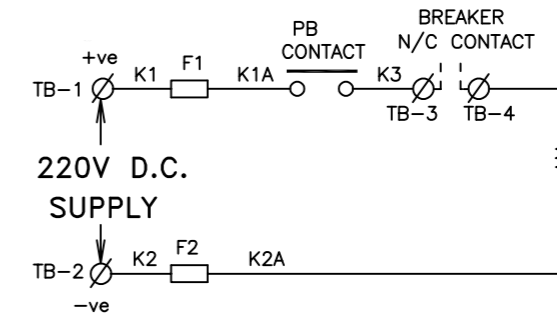 BREAKER
PB
N/C CONTACT
CONTACT
+ve
K1
F1
K1A
K3
TB-1
TB-3
TB-4
220V D.C.
SUPPLY
K2
F2
K2A
TB-2
-ve